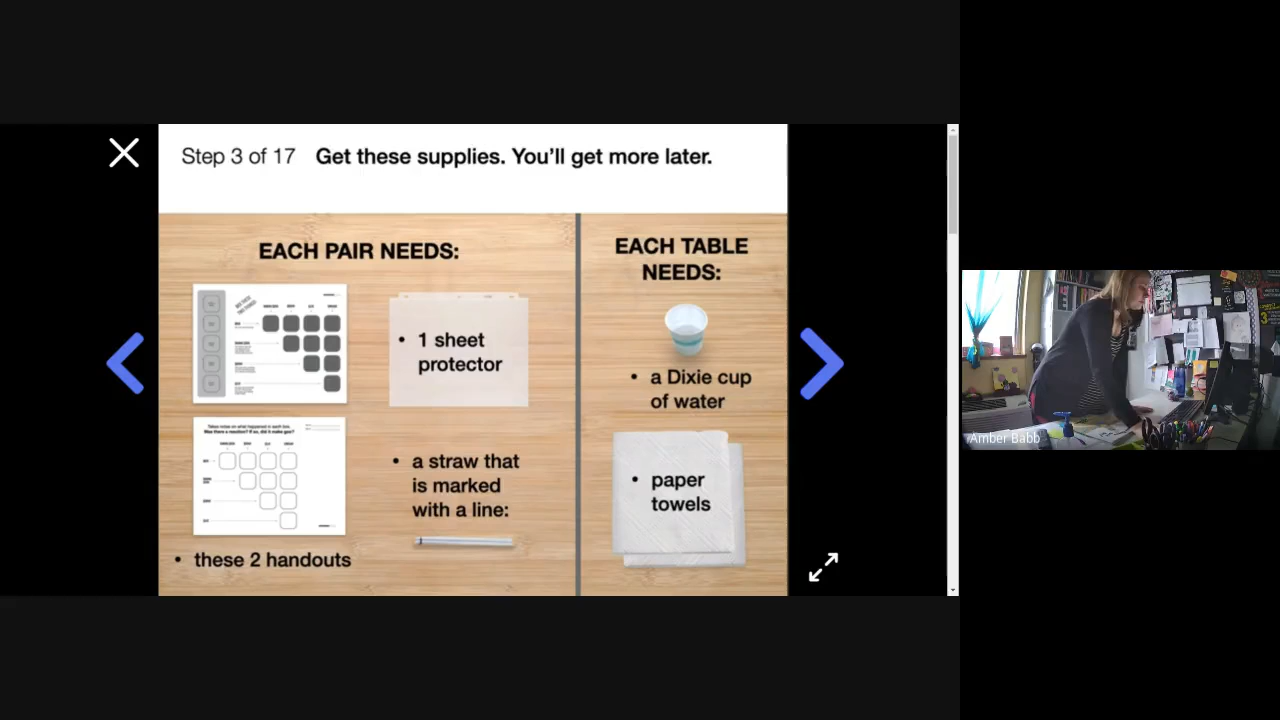 Step 3 of 17 Get these supplies. You'll get more later.
EACH PAIR NEEDS:
• 1 sheet
protector
• a straw that
is marked
with a line:
• these 2 handouts
EACH TABLE
NEEDS:
• a Dixie cup
of water
• paper
towels
Amber Babb